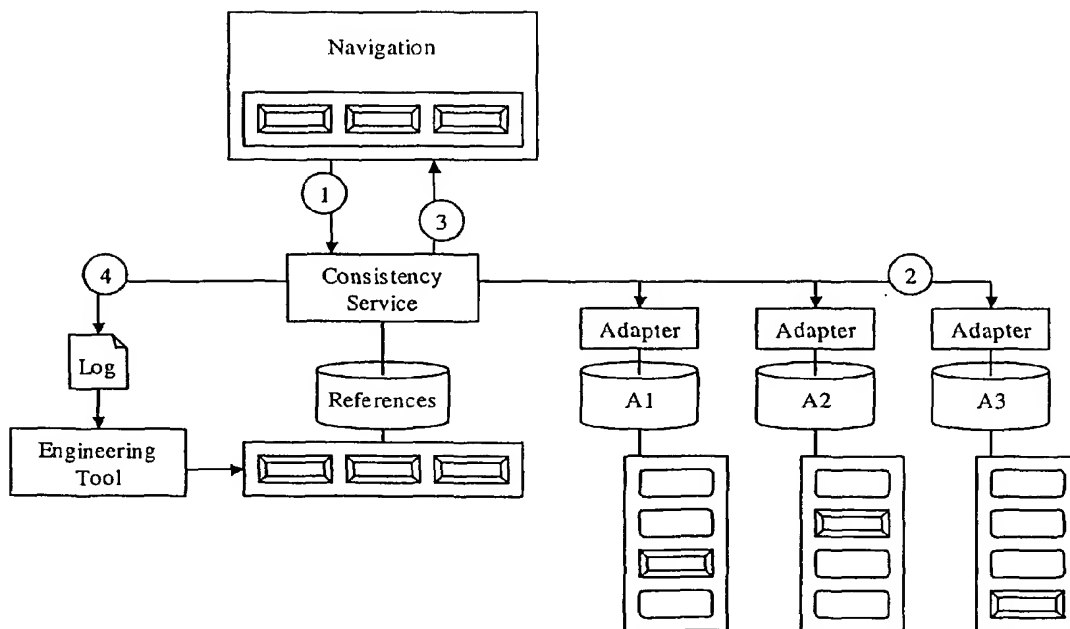 Navigation
1
3
4
Consistency
Service
2
Adapter
Adapter
Adapter
Log
References
A1
A2
A3
Engineering
Tool